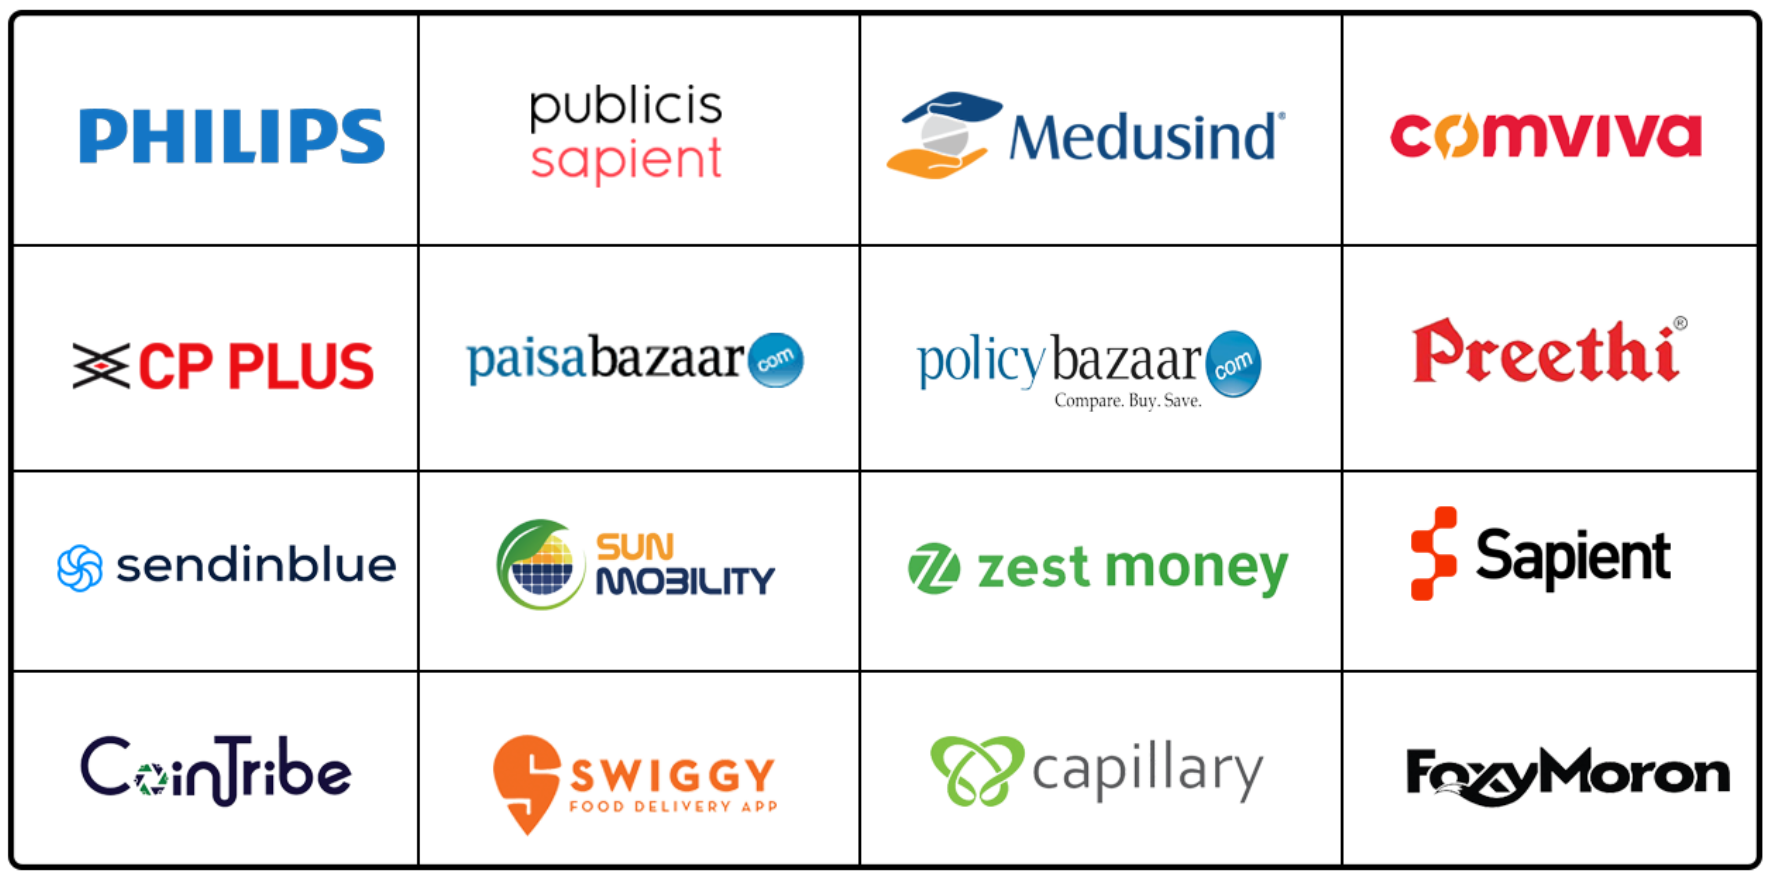 PHILIPS
publicis
sapient
Medusind®
comviva
CP PLUS
paisabazaar com
policybazaar com
Compare. Buy. Save.
Preethi®
sendinblue
SUN
MOBILITY
zest money
Sapient
CoinTribe
SWIGGY
FOOD DELIVERY APP
capillary
FoxyMoron